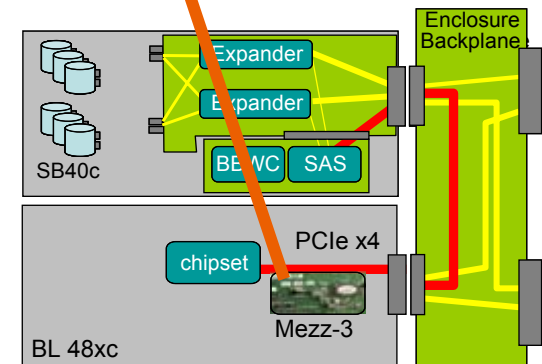 Enclosure
Backplane
Expander
Expander
BBWC
SAS
SB40c
PCIe x4
chipset
Mezz-3
BL 48xc